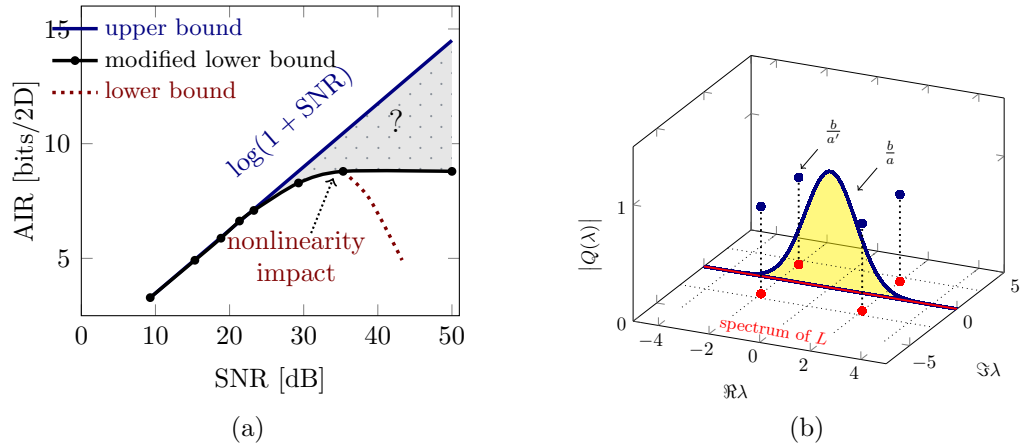 15
10
5
0
10
20
30
40
50
AIR [bits/2D]
SNR [dB]
upper bound
modified lower bound
lower bound
log(1 + SNR)
?
nonlinearity
impact
(a)
1
0
|Q(λ)|
−4
−2
0
2
4
ℜλ
−5
0
5
ℑλ
b/a′
b/a
spectrum of L
(b)